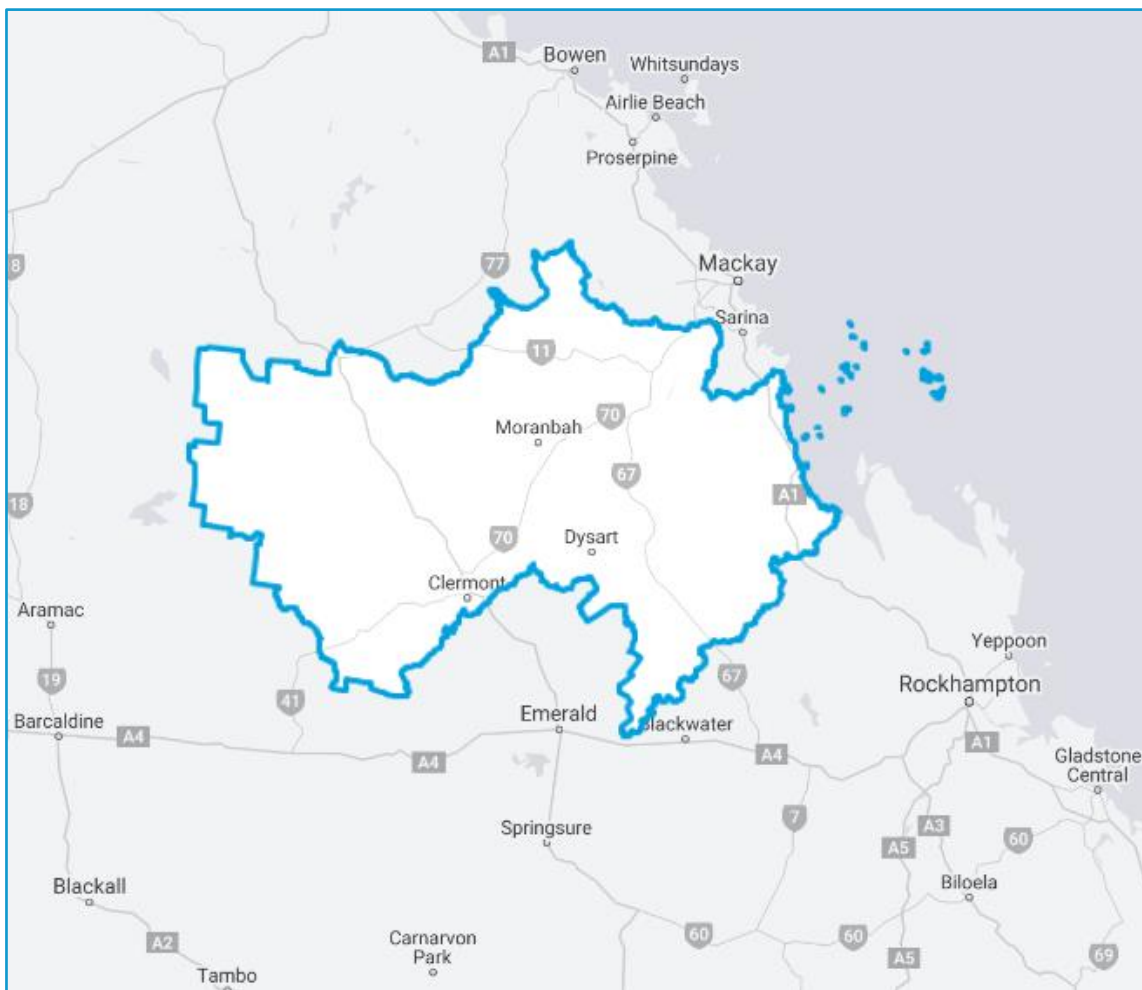 A1
Bowen
Whitsundays
Airlie Beach
Proserpine
8
77
Mackay
Sarina
11
70
Moranbah
67
18
A1
70
Dysart
Clermont
Aramac
Yeppoon
19
41
67
Rockhampton
Emerald
Blackwater
Barcaldine
A4
A4
A4
A1
Gladstone
Central
7
A3
Springsure
A5
60
Blackall
Biloela
A2
Carnarvon
Park
60
60
A5
69
Tambo